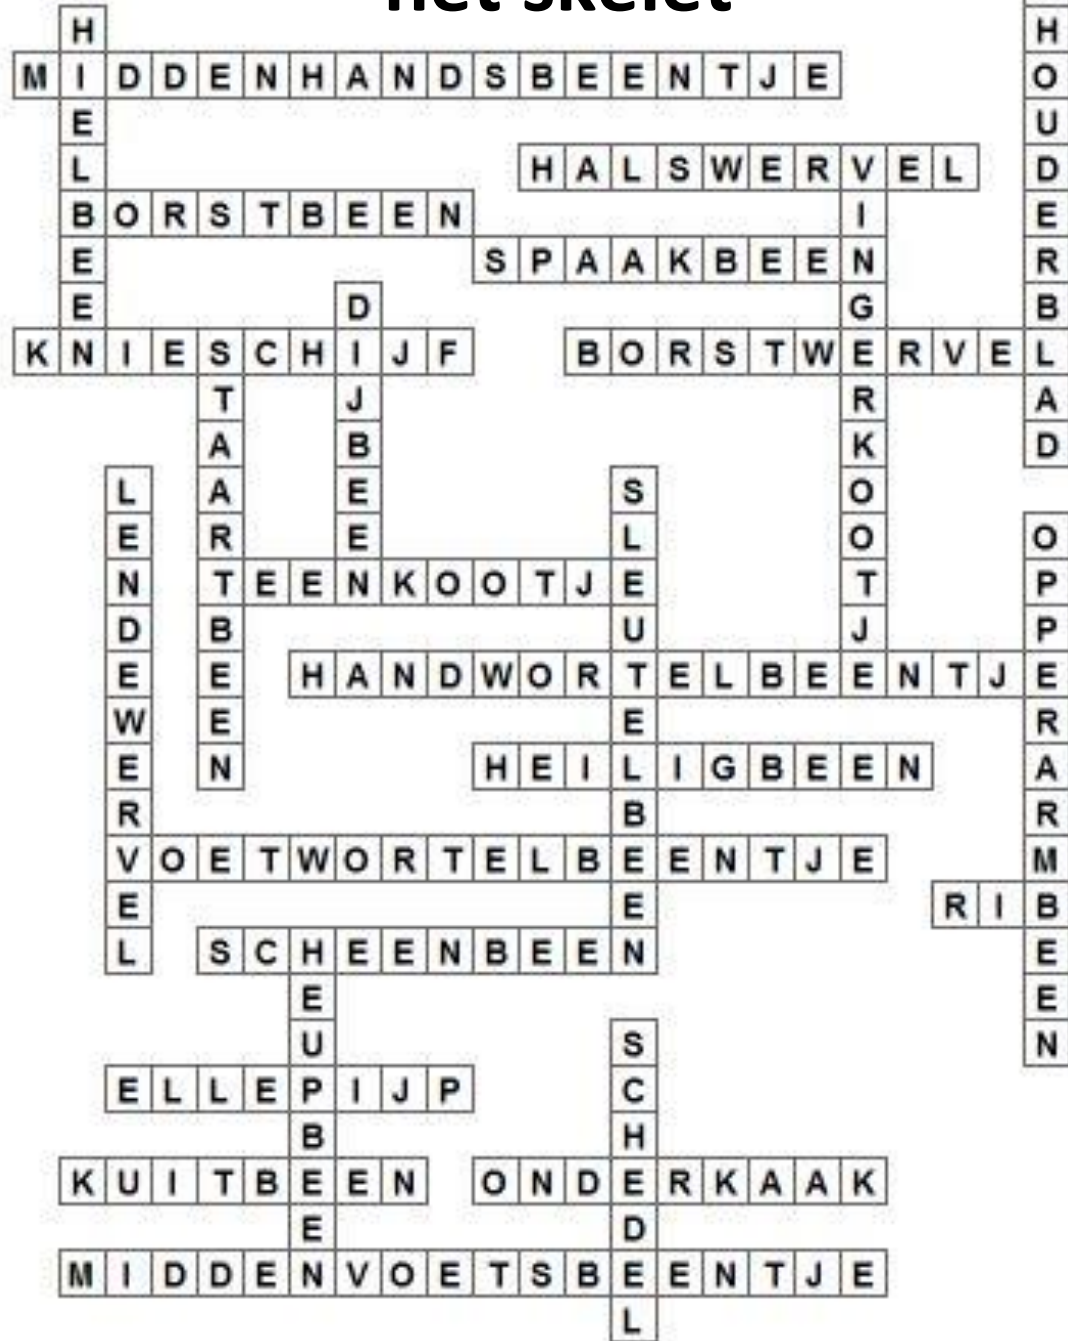 het skelet
HIELBEEN
HOUDERBLAD
MIDDENHANDSBEENTJE
HALSWERVEL
VINGERKOOTJE
BORSTBEEN
SPAAKBEEN
DIJBEEN
KNIESCHIJF
STAARTBEEN
BORSTWERVEL
LENDEWERVEL
SLEUTELBEEN
OPPERARMBEEN
TEENKOOTJE
HANDWORTELBEENTJE
HEILIGBEEN
VOETWORTELBEENTJE
RIB
SCHEENBEEN
HEUPBEEN
SCHEDEL
ELLEPIJP
KUITBEEN
ONDERKAAK
MIDDENVOETSBEENTJE